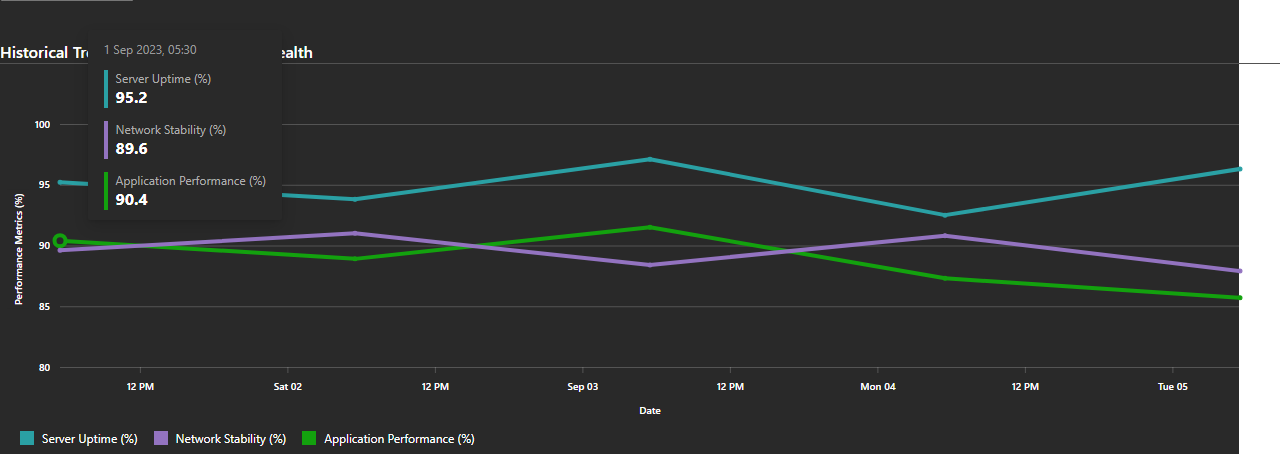 Historical Tr
ealth
1 Sep 2023, 05:30
Server Uptime (%)
95.2
Network Stability (%)
89.6
Application Performance (%)
90.4
Performance Metrics (%)
100
95
90
85
80
12 PM
Sat 02
12 PM
Sep 03
12 PM
Mon 04
12 PM
Tue 05
Date
Server Uptime (%)
Network Stability (%)
Application Performance (%)